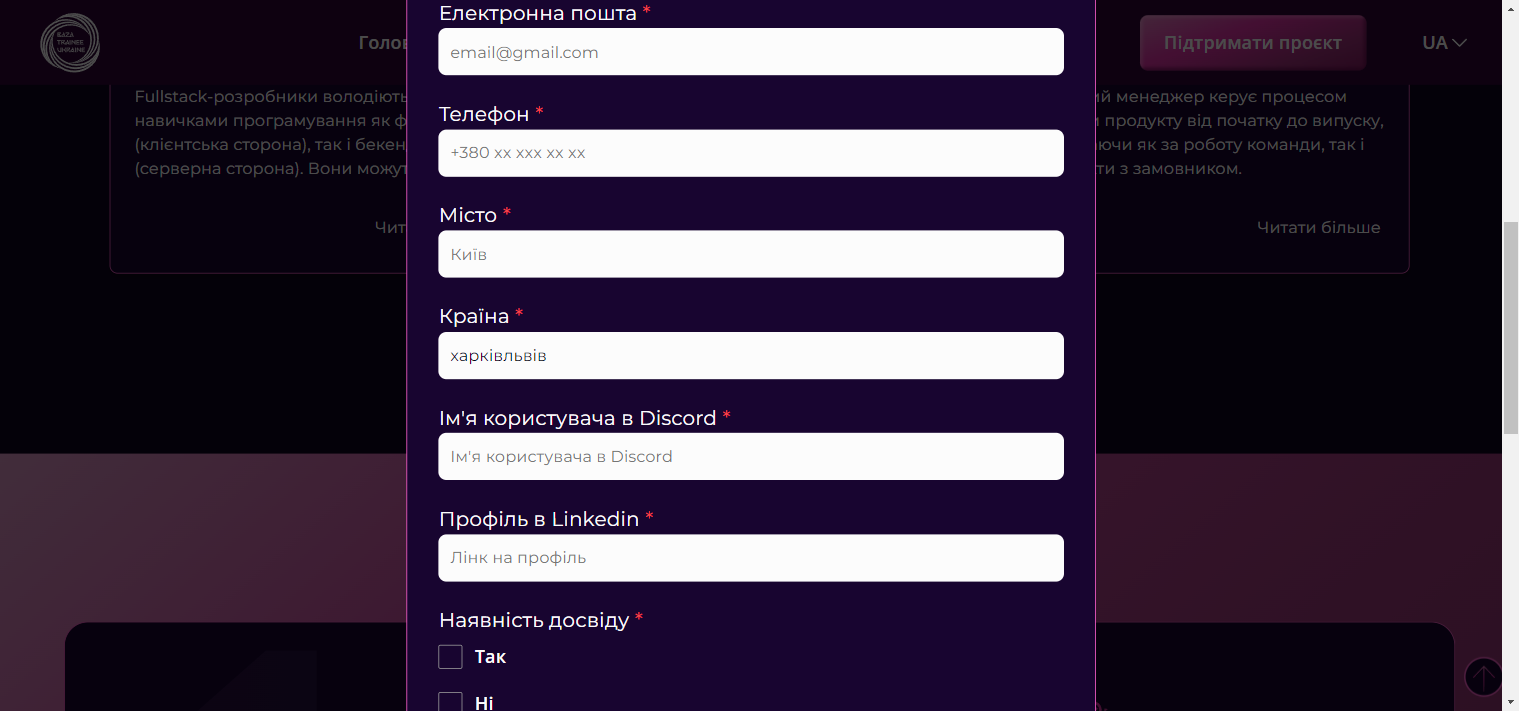 BAZA
TRAINEE
UKRAINE
Голов
Підтримати проєкт
UA
Fullstack-розробники володіють
навичками програмування як ф
(клієнтська сторона), так і бекен
(серверна сторона). Вони можут
Чит
ий менеджер керує процесом
и продукту від початку до випуску,
ючи як за роботу команди, так і
ти з замовником.
Читати більше
Електронна пошта *
email@gmail.com
Телефон *
+380 xx xxx xx xx
Місто *
Київ
Країна *
харківльвів
Ім'я користувача в Discord *
Ім'я користувача в Discord
Профіль в Linkedin *
Лінк на профіль
Наявність досвіду *
Так
Ні